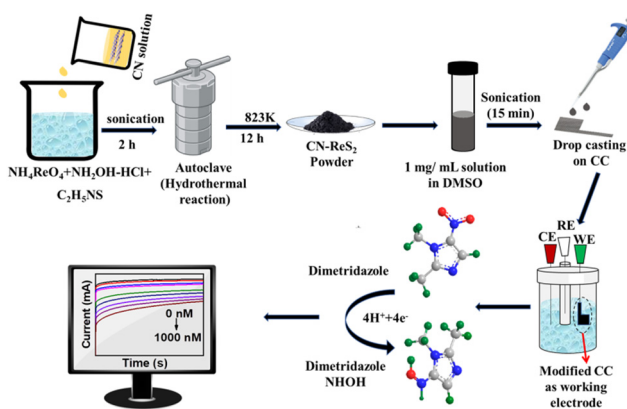 CN solution
NH4ReO4+NH2OH-HCl+
C2H5NS
sonication
2 h
Autoclave
(Hydrothermal
reaction)
823K
12 h
CN-ReS2
Powder
1 mg/ mL solution
in DMSO
Sonication
(15 min)
Drop casting
on CC
CE
RE
WE
Modified CC
as working
electrode
Dimetridazole
4H++4e-
Dimetridazole
NHOH
Current (mA)
0 nM
1000 nM
Time (s)